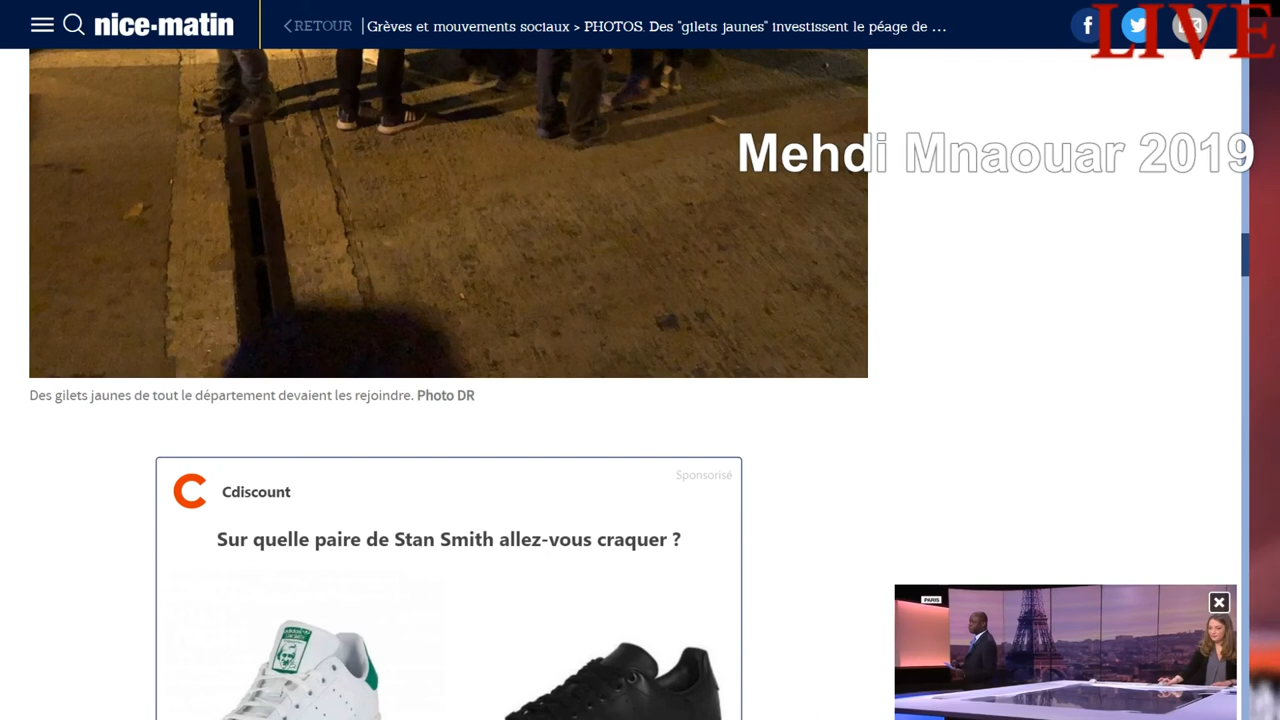 nice-matin
RETOUR
Grèves et mouvements sociaux > PHOTOS. Des "gilets jaunes" investissent le péage de ...
LIVE
Mehdi Mnaouar 2019
Des gilets jaunes de tout le département devaient les rejoindre. Photo DR
Sponsorisé
Cdiscount
Sur quelle paire de Stan Smith allez-vous craquer ?
PARIS